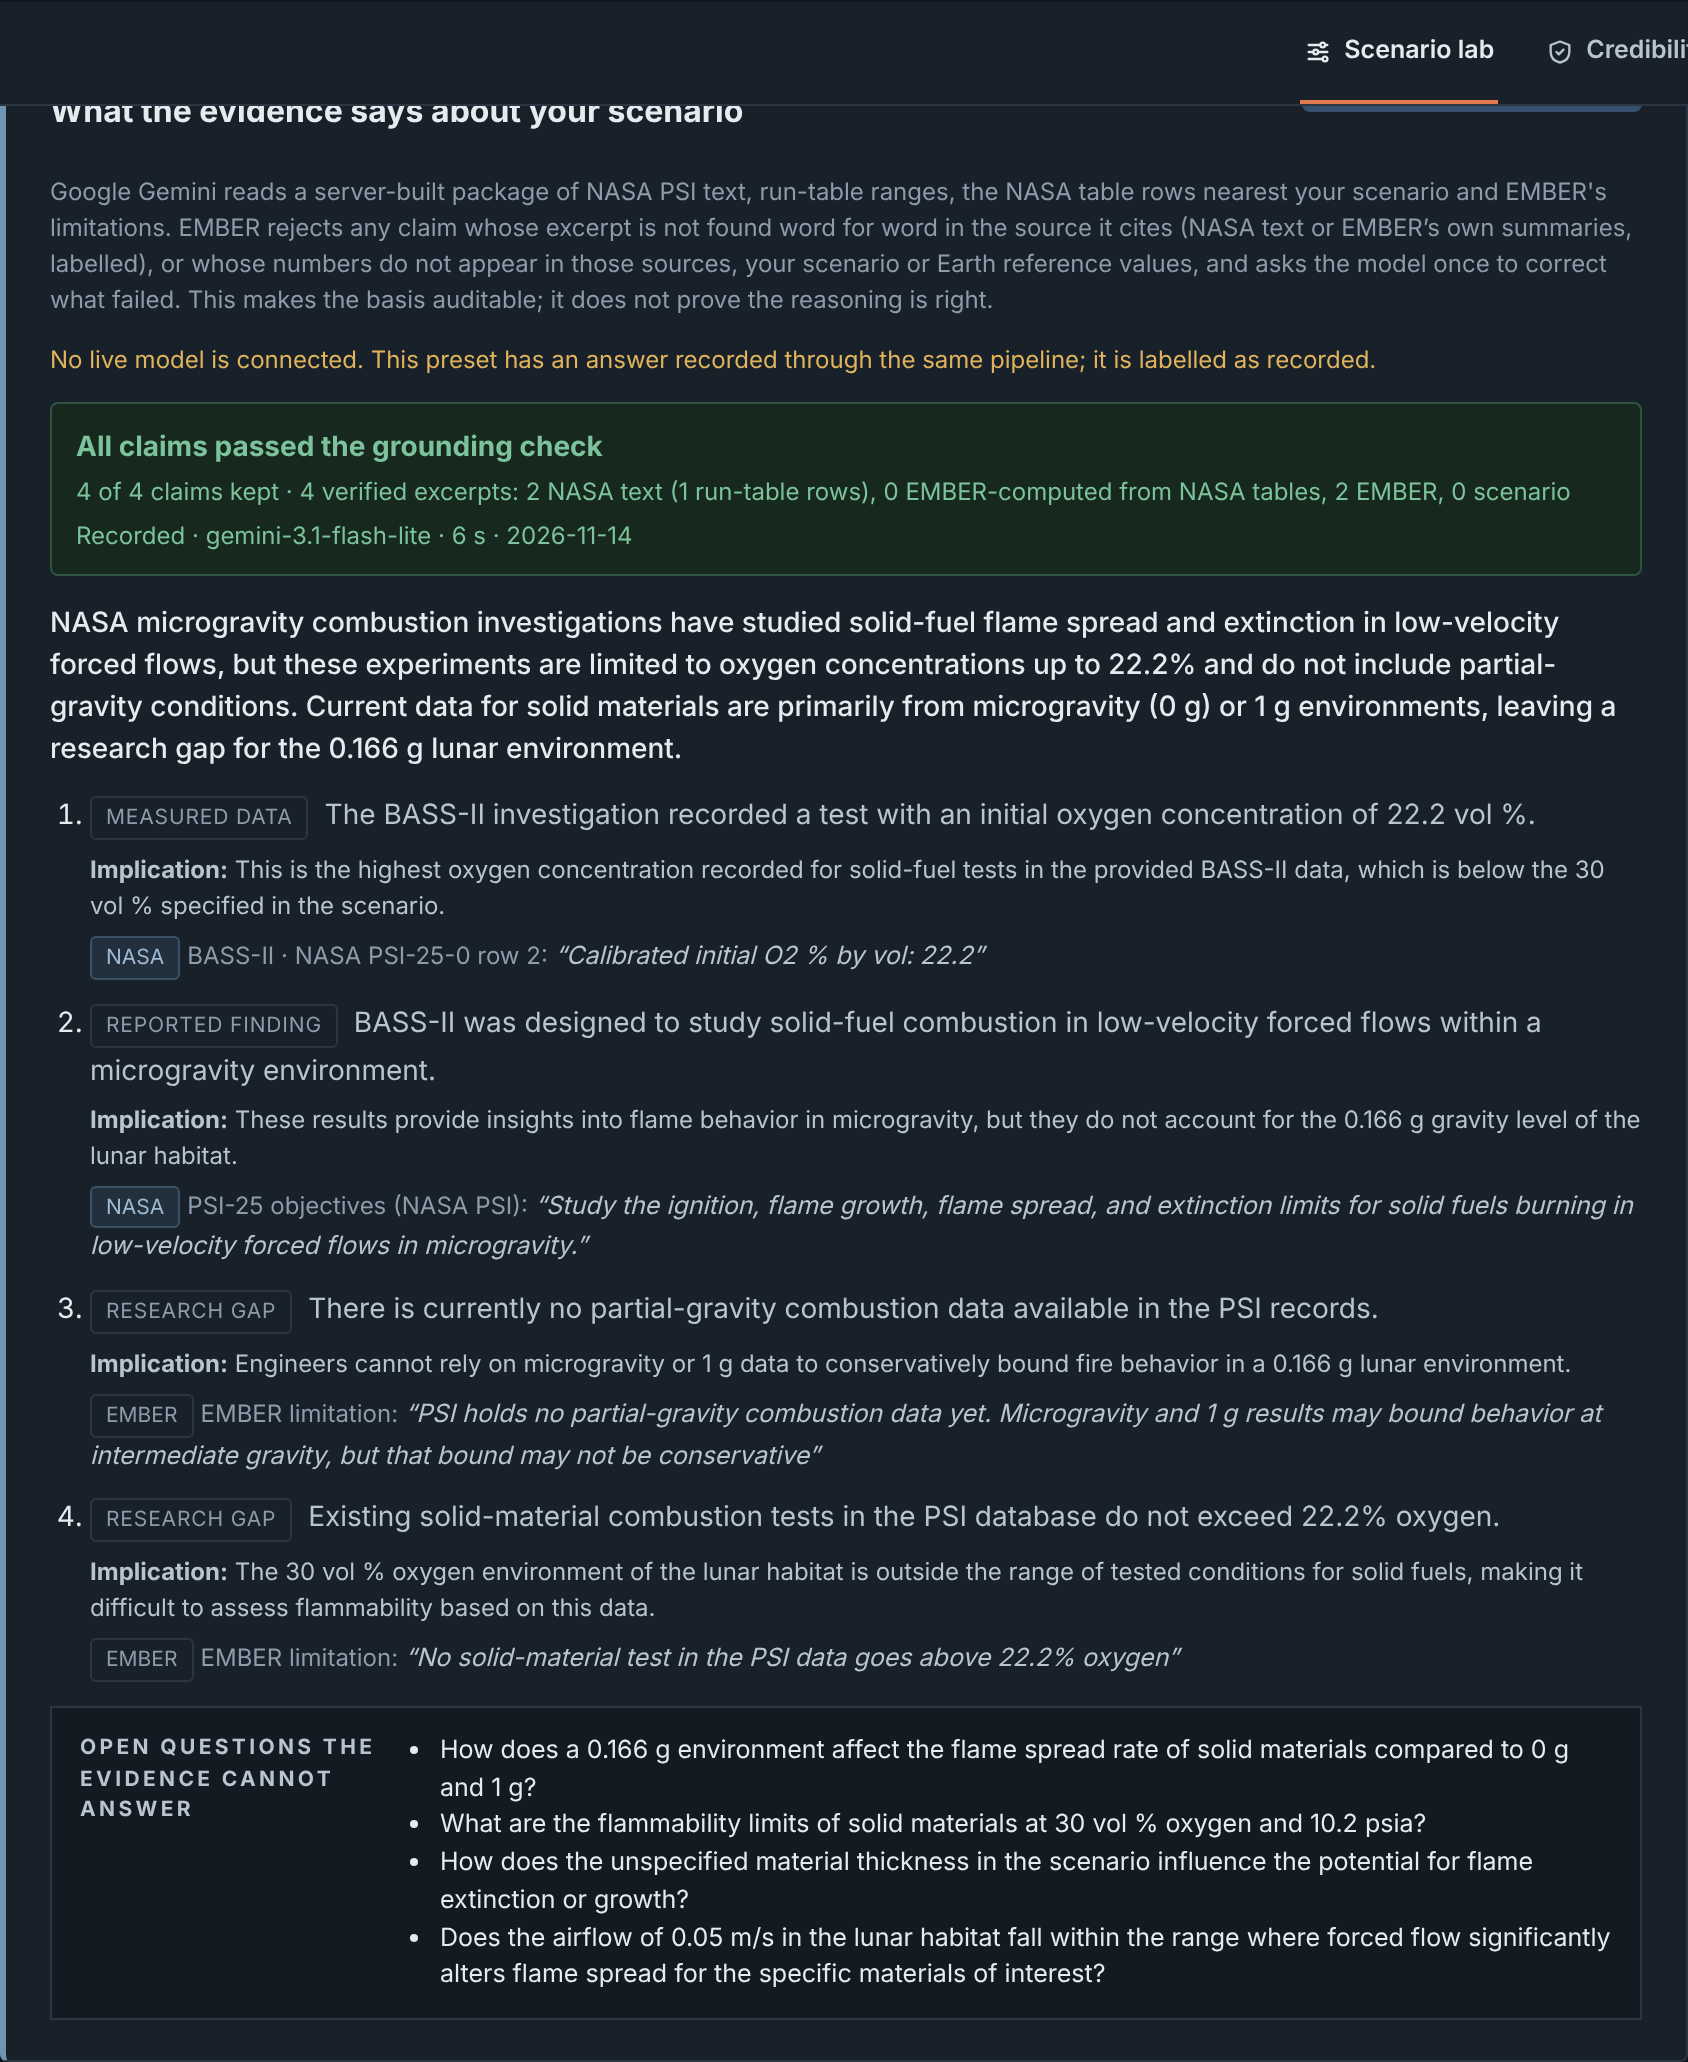 Scenario lab
Credibili
What the evidence says about your scenario
Google Gemini reads a server-built package of NASA PSI text, run-table ranges, the NASA table rows nearest your scenario and EMBER's
limitations. EMBER rejects any claim whose excerpt is not found word for word in the source it cites (NASA text or EMBER’s own summaries,
labelled), or whose numbers do not appear in those sources, your scenario or Earth reference values, and asks the model once to correct
what failed. This makes the basis auditable; it does not prove the reasoning is right.
No live model is connected. This preset has an answer recorded through the same pipeline; it is labelled as recorded.
All claims passed the grounding check
4 of 4 claims kept · 4 verified excerpts: 2 NASA text (1 run-table rows), 0 EMBER-computed from NASA tables, 2 EMBER, 0 scenario
Recorded · gemini-3.1-flash-lite · 6 s · 2026-11-14
NASA microgravity combustion investigations have studied solid-fuel flame spread and extinction in low-velocity
forced flows, but these experiments are limited to oxygen concentrations up to 22.2% and do not include partial-
gravity conditions. Current data for solid materials are primarily from microgravity (0 g) or 1 g environments, leaving a
research gap for the 0.166 g lunar environment.
1. MEASURED DATA The BASS-II investigation recorded a test with an initial oxygen concentration of 22.2 vol %.
Implication: This is the highest oxygen concentration recorded for solid-fuel tests in the provided BASS-II data, which is below the 30
vol % specified in the scenario.
NASA BASS-II · NASA PSI-25-0 row 2: “Calibrated initial O2 % by vol: 22.2”
2. REPORTED FINDING BASS-II was designed to study solid-fuel combustion in low-velocity forced flows within a
microgravity environment.
Implication: These results provide insights into flame behavior in microgravity, but they do not account for the 0.166 g gravity level of the
lunar habitat.
NASA PSI-25 objectives (NASA PSI): “Study the ignition, flame growth, flame spread, and extinction limits for solid fuels burning in
low-velocity forced flows in microgravity.”
3. RESEARCH GAP There is currently no partial-gravity combustion data available in the PSI records.
Implication: Engineers cannot rely on microgravity or 1 g data to conservatively bound fire behavior in a 0.166 g lunar environment.
EMBER EMBER limitation: “PSI holds no partial-gravity combustion data yet. Microgravity and 1 g results may bound behavior at
intermediate gravity, but that bound may not be conservative”
4. RESEARCH GAP Existing solid-material combustion tests in the PSI database do not exceed 22.2% oxygen.
Implication: The 30 vol % oxygen environment of the lunar habitat is outside the range of tested conditions for solid fuels, making it
difficult to assess flammability based on this data.
EMBER EMBER limitation: “No solid-material test in the PSI data goes above 22.2% oxygen”
OPEN QUESTIONS THE
EVIDENCE CANNOT
ANSWER
• How does a 0.166 g environment affect the flame spread rate of solid materials compared to 0 g
and 1 g?
• What are the flammability limits of solid materials at 30 vol % oxygen and 10.2 psia?
• How does the unspecified material thickness in the scenario influence the potential for flame
extinction or growth?
• Does the airflow of 0.05 m/s in the lunar habitat fall within the range where forced flow significantly
alters flame spread for the specific materials of interest?